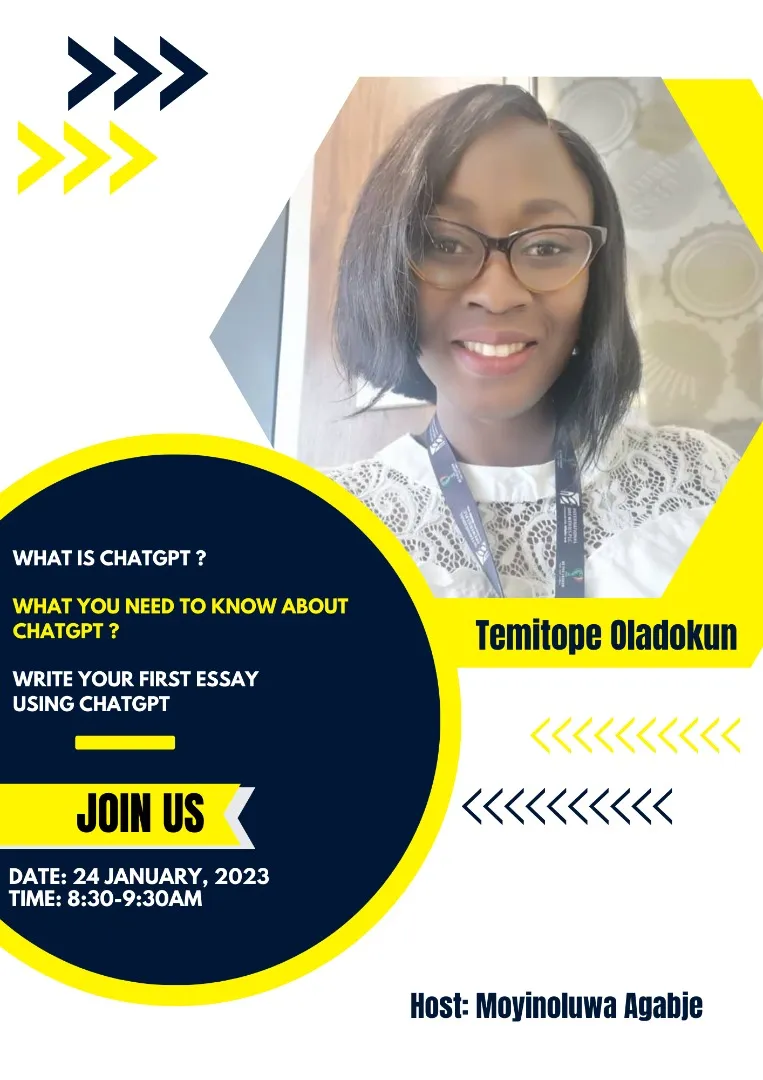 WHAT IS CHATGPT ?
WHAT YOU NEED TO KNOW ABOUT
CHATGPT ?
WRITE YOUR FIRST ESSAY
USING CHATGPT
JOIN US
DATE: 24 JANUARY, 2023
TIME: 8:30-9:30AM
Temitope Oladokun
Host: Moyinoluwa Agabje